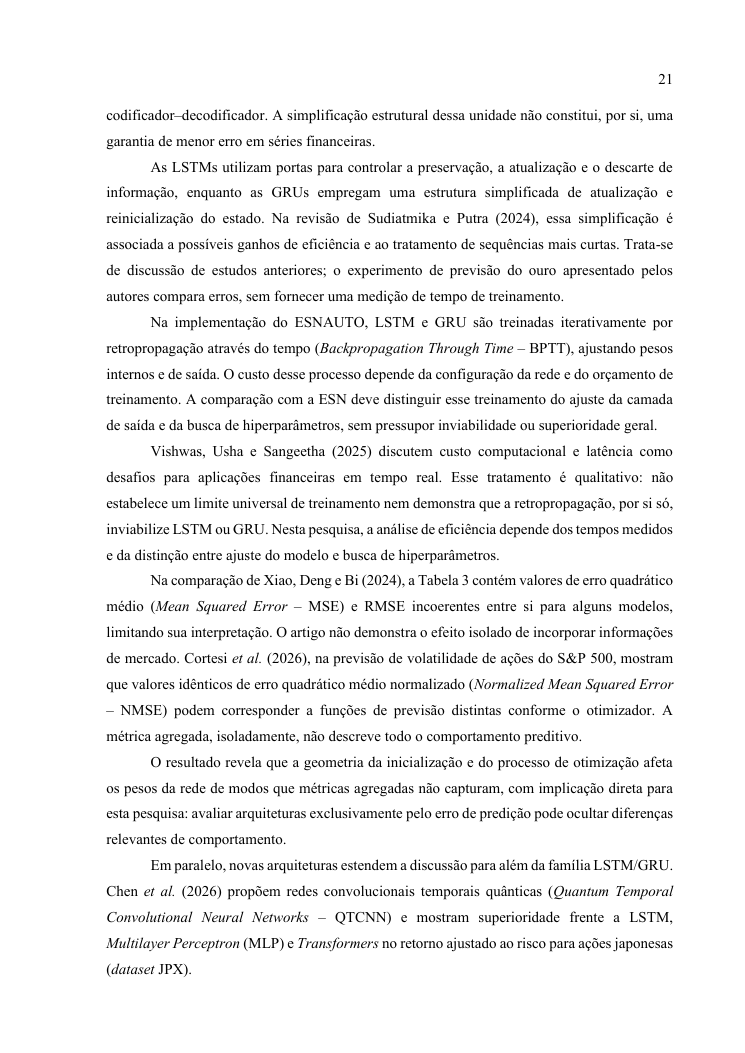 21
codificador–decodificador. A simplificação estrutural dessa unidade não constitui, por si, uma
garantia de menor erro em séries financeiras.
As LSTMs utilizam portas para controlar a preservação, a atualização e o descarte de
informação, enquanto as GRUs empregam uma estrutura simplificada de atualização e
reinicialização do estado. Na revisão de Sudiatmika e Putra (2024), essa simplificação é
associada a possíveis ganhos de eficiência e ao tratamento de sequências mais curtas. Trata-se
de discussão de estudos anteriores; o experimento de previsão do ouro apresentado pelos
autores compara erros, sem fornecer uma medição de tempo de treinamento.
Na implementação do ESNAUTO, LSTM e GRU são treinadas iterativamente por
retropropagação através do tempo (Backpropagation Through Time – BPTT), ajustando pesos
internos e de saída. O custo desse processo depende da configuração da rede e do orçamento de
treinamento. A comparação com a ESN deve distinguir esse treinamento do ajuste da camada
de saída e da busca de hiperparâmetros, sem pressupor inviabilidade ou superioridade geral.
Vishwas, Usha e Sangeetha (2025) discutem custo computacional e latência como
desafios para aplicações financeiras em tempo real. Esse tratamento é qualitativo: não
estabelece um limite universal de treinamento nem demonstra que a retropropagação, por si só,
inviabilize LSTM ou GRU. Nesta pesquisa, a análise de eficiência depende dos tempos medidos
e da distinção entre ajuste do modelo e busca de hiperparâmetros.
Na comparação de Xiao, Deng e Bi (2024), a Tabela 3 contém valores de erro quadrático
médio (Mean Squared Error – MSE) e RMSE incoerentes entre si para alguns modelos,
limitando sua interpretação. O artigo não demonstra o efeito isolado de incorporar informações
de mercado. Cortesi et al. (2026), na previsão de volatilidade de ações do S&P 500, mostram
que valores idênticos de erro quadrático médio normalizado (Normalized Mean Squared Error
– NMSE) podem corresponder a funções de previsão distintas conforme o otimizador. A
métrica agregada, isoladamente, não descreve todo o comportamento preditivo.
O resultado revela que a geometria da inicialização e do processo de otimização afeta
os pesos da rede de modos que métricas agregadas não capturam, com implicação direta para
esta pesquisa: avaliar arquiteturas exclusivamente pelo erro de predição pode ocultar diferenças
relevantes de comportamento.
Em paralelo, novas arquiteturas estendem a discussão para além da família LSTM/GRU.
Chen et al. (2026) propõem redes convolucionais temporais quânticas (Quantum Temporal
Convolutional Neural Networks – QTCNN) e mostram superioridade frente a LSTM,
Multilayer Perceptron (MLP) e Transformers no retorno ajustado ao risco para ações japonesas
(dataset JPX).